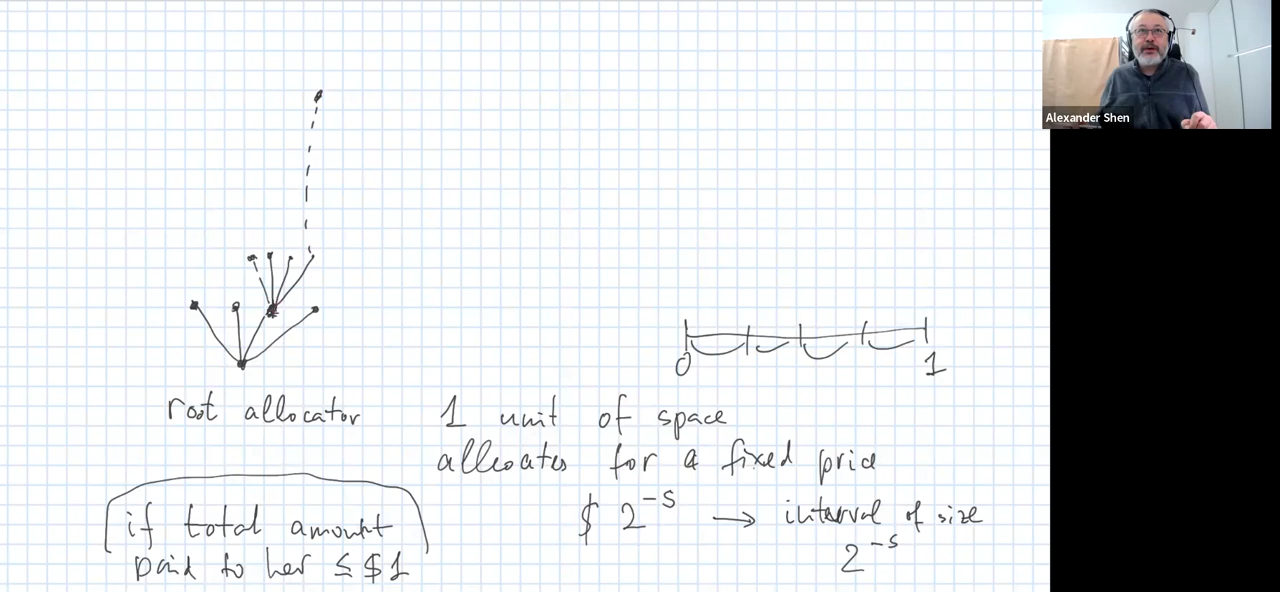 Alexander Shen
0 1
root allocator
1 unit of space
allocates for a fixed price
$ 2^-s → interval of size
2^-s
if total amount
paid to her ≤ $1